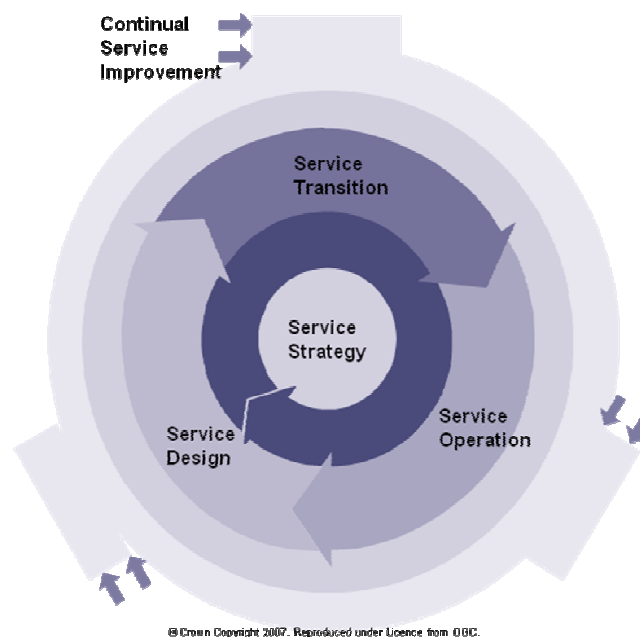 Continual
Service
Improvement
Service
Transition
Service
Strategy
Service
Design
Service
Operation
© Crown Copyright 2007. Reproduced under Licence from OGC.